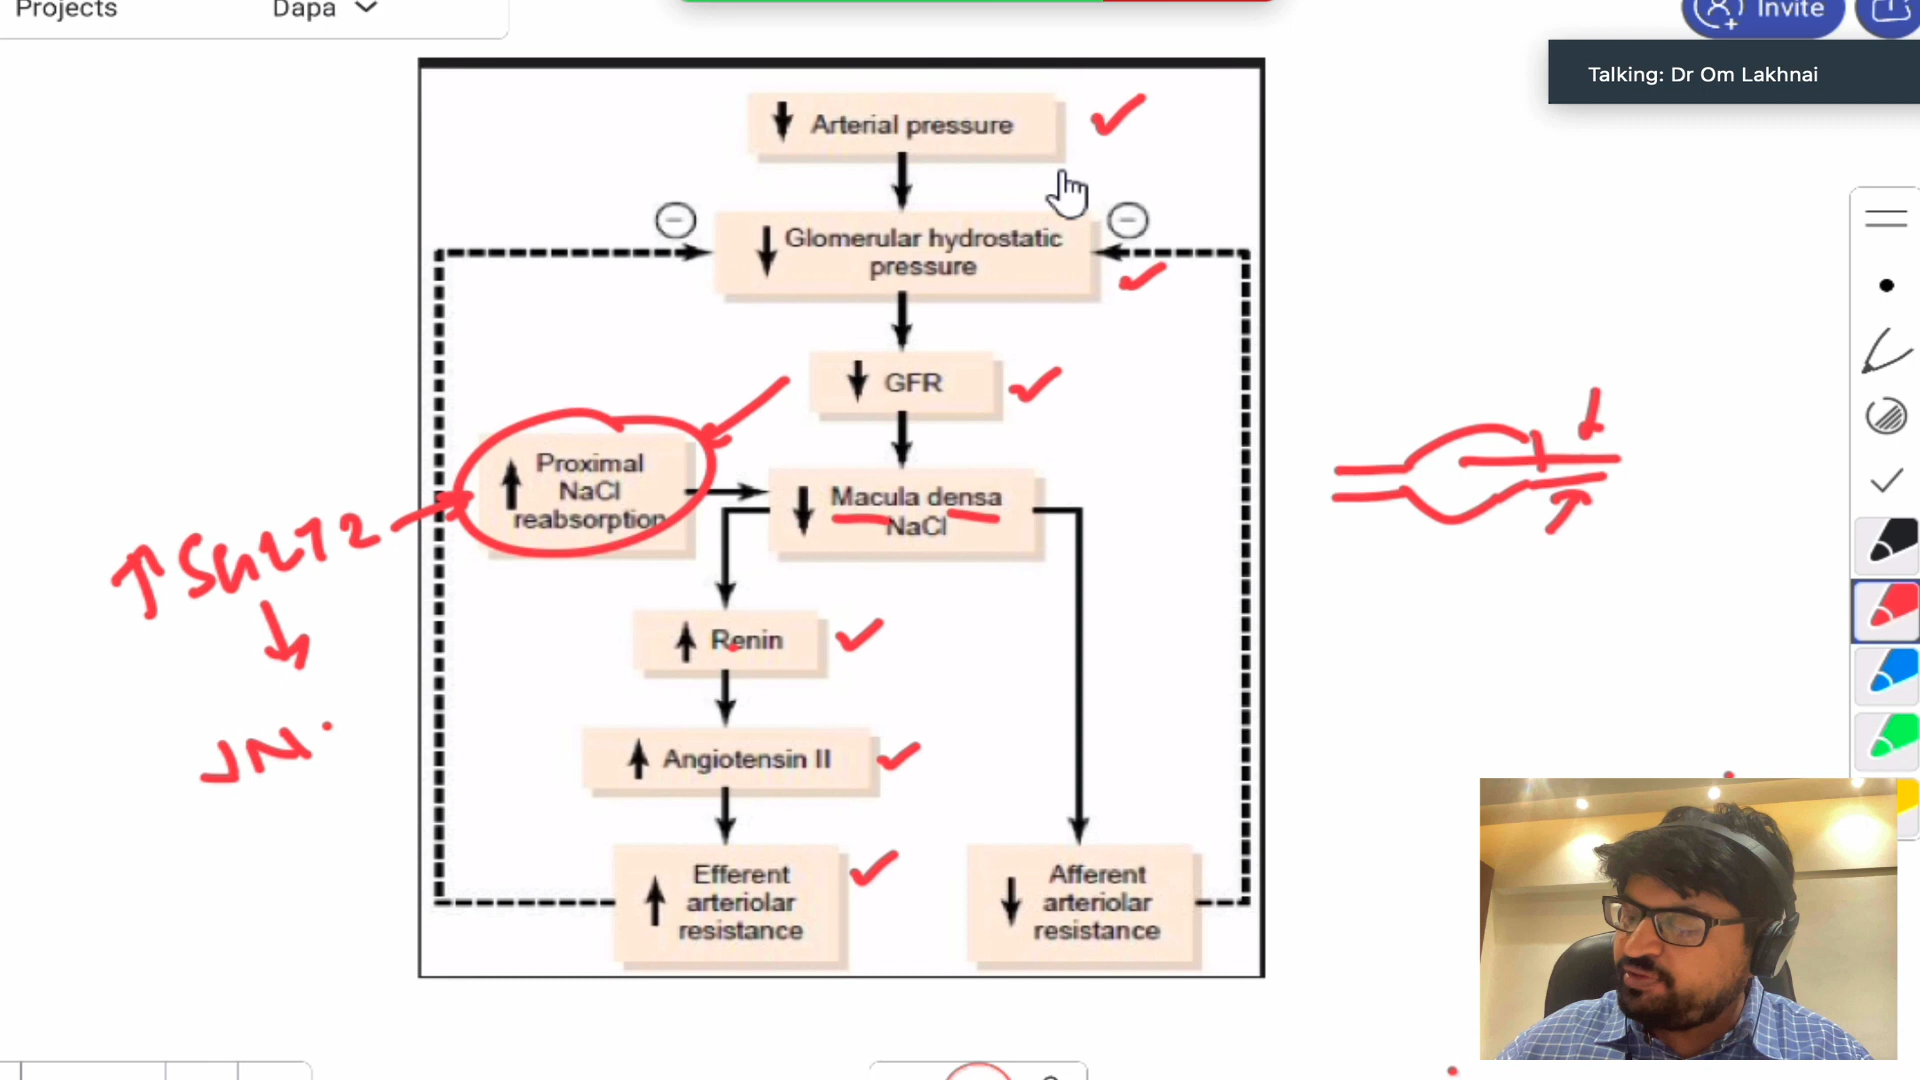 Projects
Dapa
Invite
Talking: Dr Om Lakhnai
Arterial pressure
Glomerular hydrostatic
pressure
GFR
Proximal
NaCl
reabsorption
Macula densa
NaCl
↑ SGLT2
Renin
Angiotensin II
Efferent
arteriolar
resistance
Afferent
arteriolar
resistance